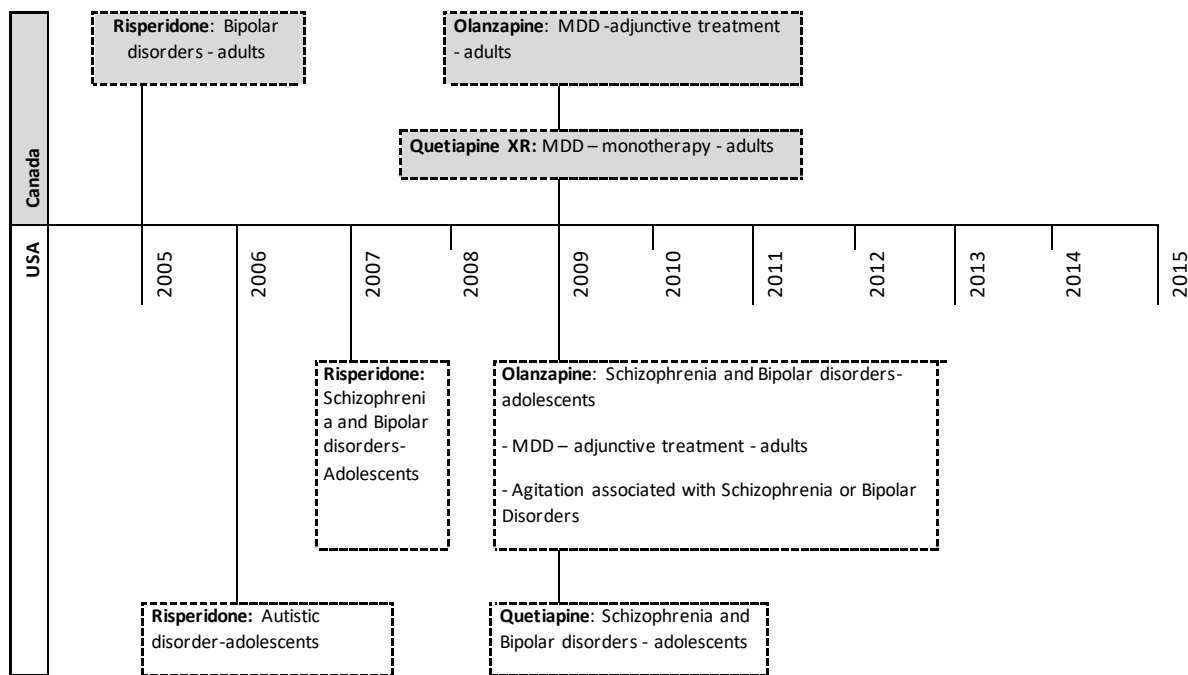 Risperidone: Bipolar
disorders - adults
Olanzapine: MDD -adjunctive treatment
- adults
Quetiapine XR: MDD – monotherapy - adults
Canada
USA
2005
2006
2007
2008
2009
2010
2011
2012
2013
2014
2015
Risperidone:
Schizophreni
a and Bipolar
disorders-
Adolescents
Olanzapine: Schizophrenia and Bipolar disorders-
adolescents
- MDD – adjunctive treatment - adults
- Agitation associated with Schizophrenia or Bipolar
Disorders
Risperidone: Autistic
disorder-adolescents
Quetiapine: Schizophrenia and
Bipolar disorders - adolescents